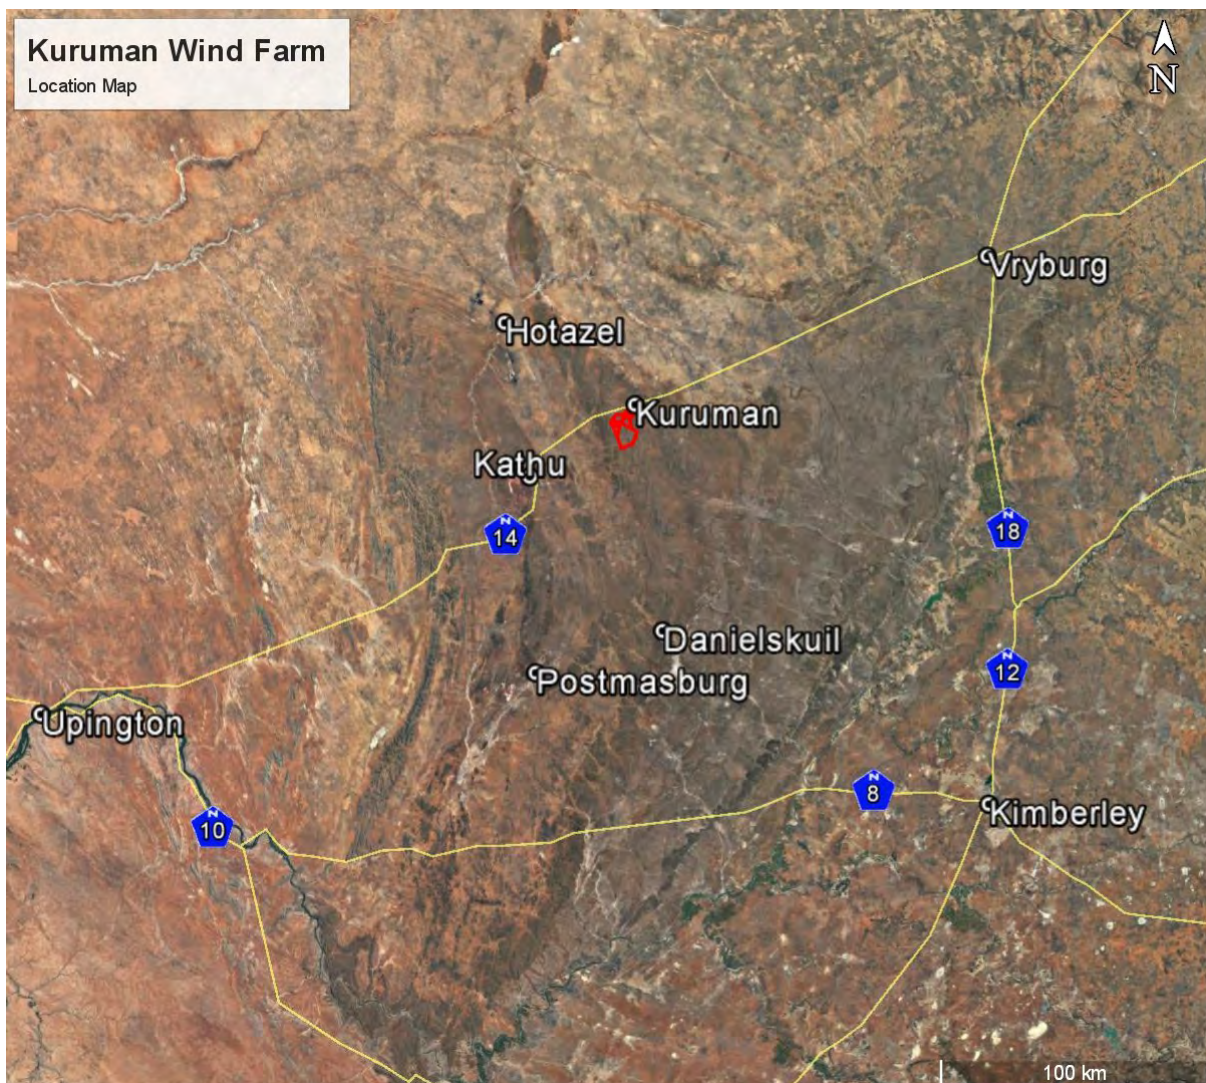 Kuruman Wind Farm
Location Map
N
Vryburg
Hotazel
Kuruman
Kathu
N
14
N
18
Danielskuil
N
12
Postmasburg
Upington
N
8
N
10
Kimberley
100 km